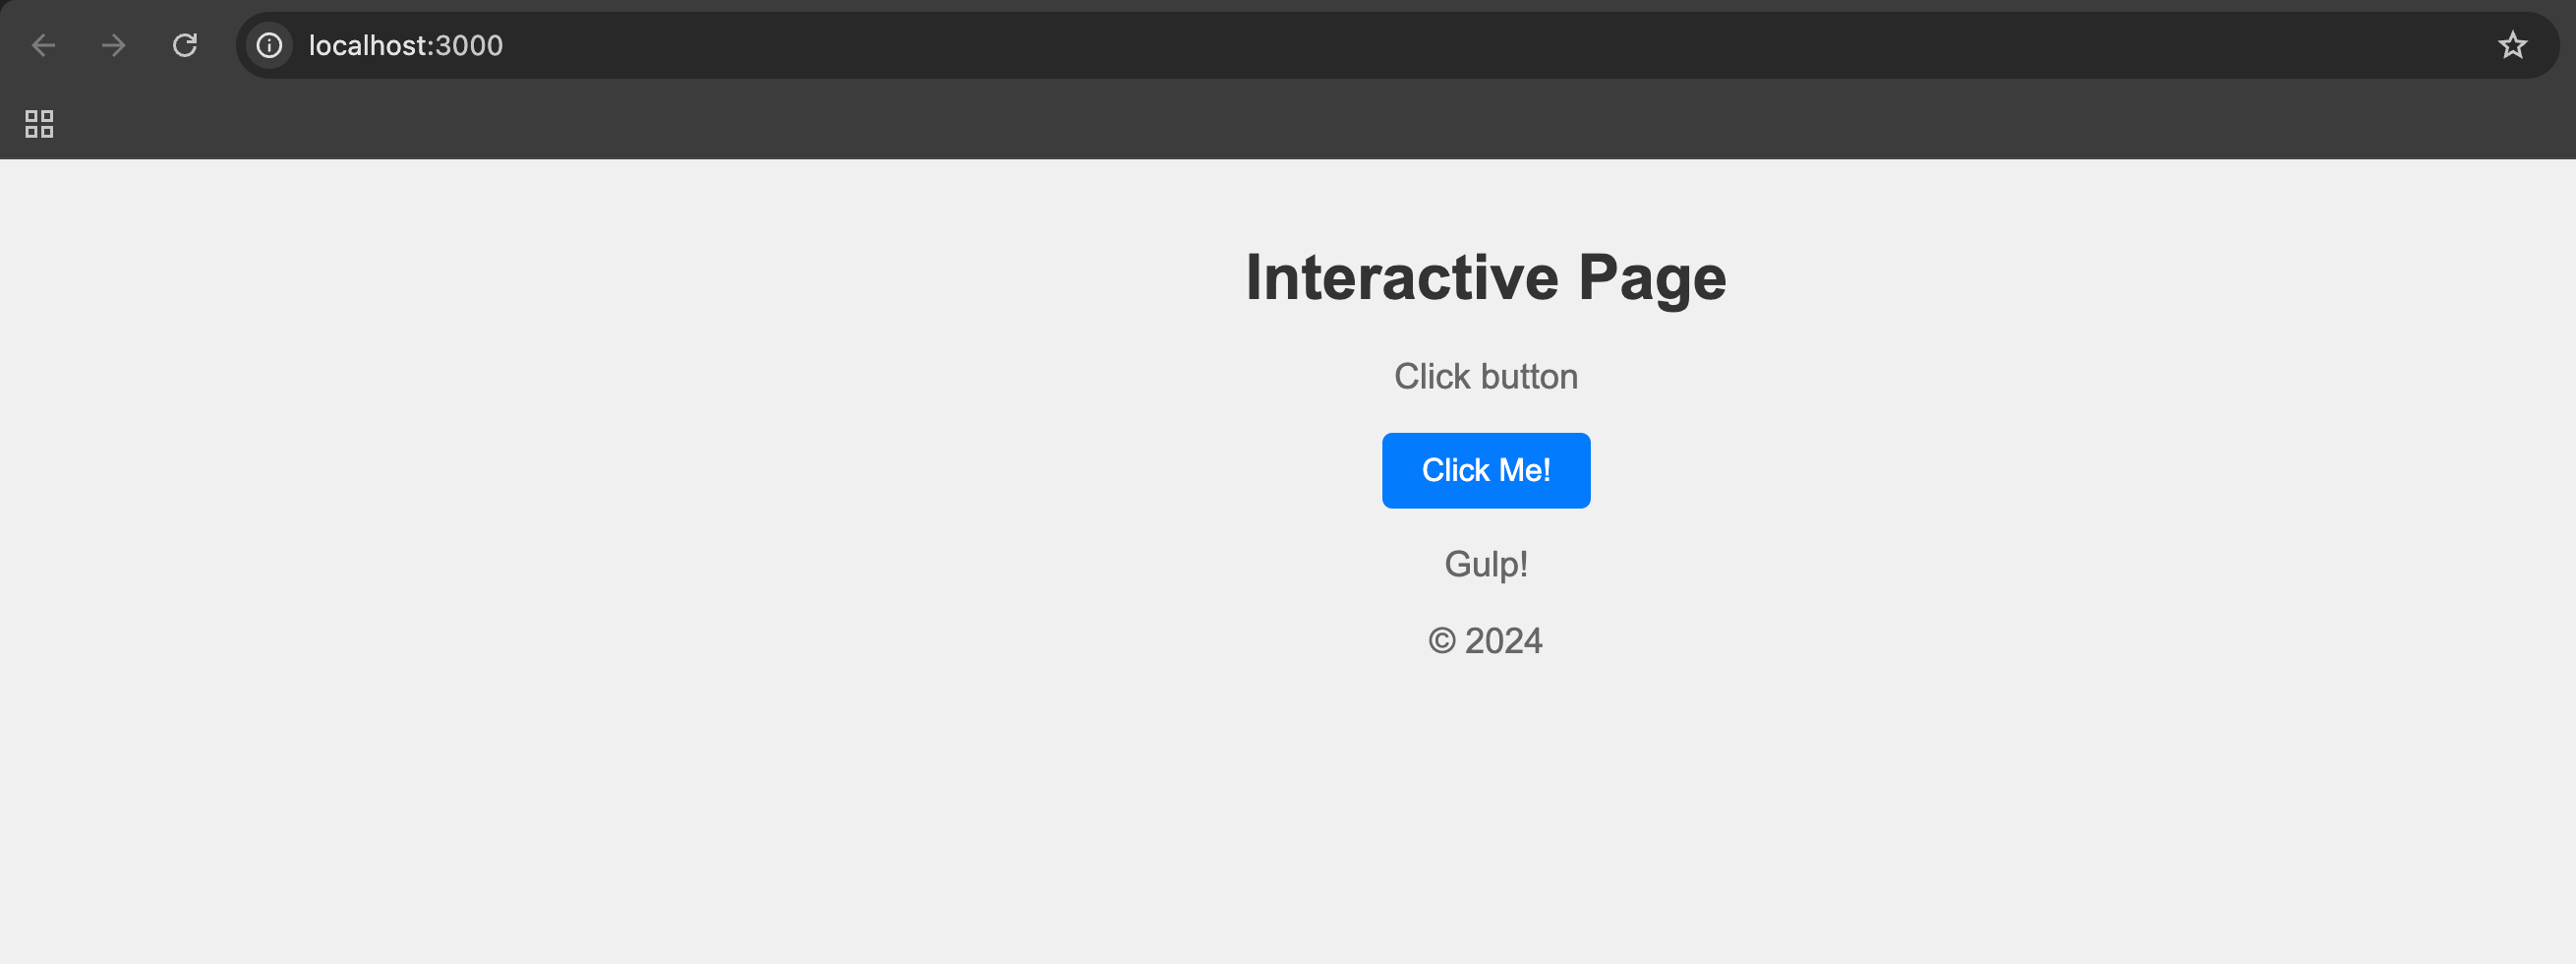 localhost:3000
Interactive Page
Click button
Click Me!
Gulp!
© 2024